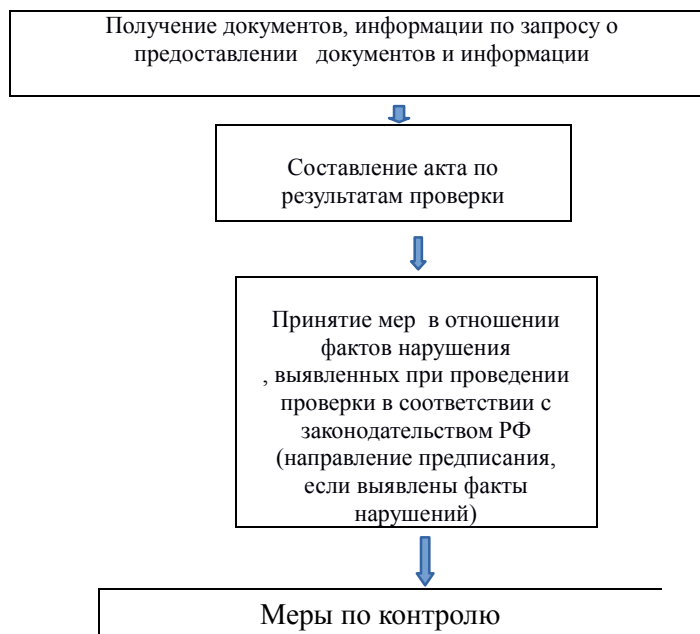 Получение документов, информации по запросу о
предоставлении документов и информации
Составление акта по
результатам проверки
Принятие мер в отношении
фактов нарушения
, выявленных при проведении
проверки в соответствии с
законодательством РФ
(направление предписания,
если выявлены факты
нарушений)
Меры по контролю